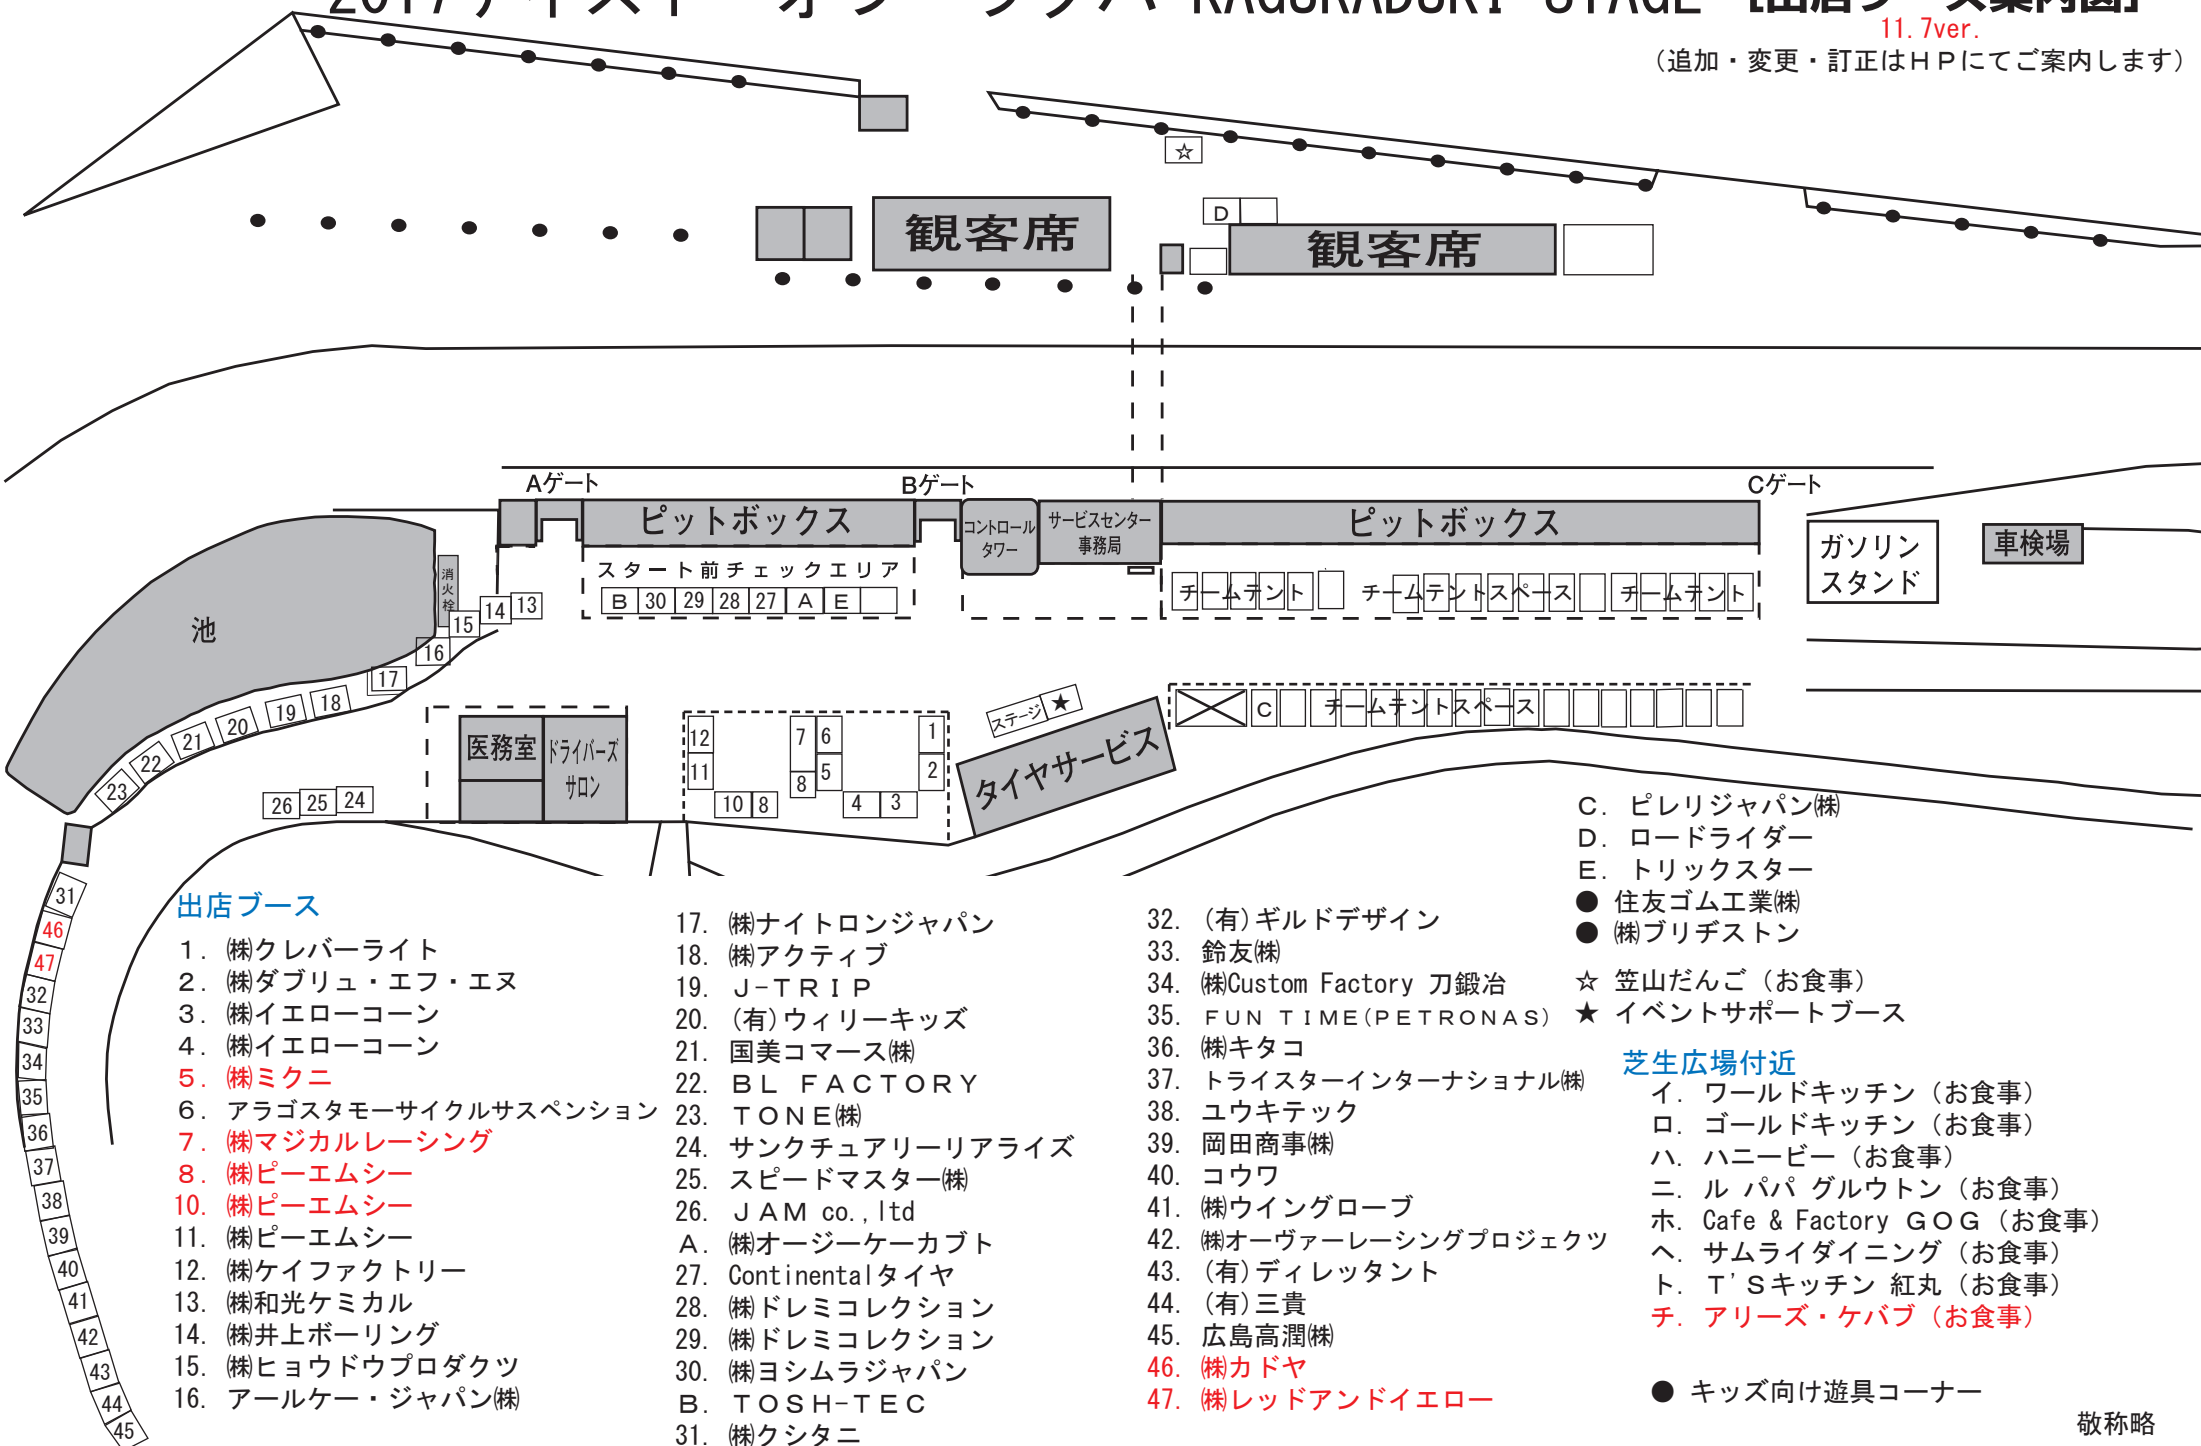 11.7ver.
（追加・変更・訂正はＨＰにてご案内します）
☆
観客席
D
観客席
Aゲート
Bゲート
Cゲート
ピットボックス
コントロール
タワー
サービスセンター
事務局
ピットボックス
ガソリン
スタンド
車検場
消火栓
スタート前チェックエリア
B 30 29 28 27 A E
チームテント
チームテントスペース
チームテント
池
13
14
15
16
17
18
19
20
21
22
23
26 25 24
医務室
ドライバーズ
サロン
12
11
10 8
7 6
5
8
4 3
1
2
ステージ ★
タイヤサービス
C
チームテントスペース
31
46
47
32
33
34
35
36
37
38
39
40
41
42
43
44
45
出店ブース
1. ㈱クレバーライト
2. ㈱ダブリュ・エフ・エヌ
3. ㈱イエローコーン
4. ㈱イエローコーン
5. ㈱ミクニ
6. アラゴスタモーサイクルサスペンション
7. ㈱マジカルレーシング
8. ㈱ピーエムシー
10. ㈱ピーエムシー
11. ㈱ピーエムシー
12. ㈱ケイファクトリー
13. ㈱和光ケミカル
14. ㈱井上ボーリング
15. ㈱ヒョウドウプロダクツ
16. アールケー・ジャパン㈱
17. ㈱ナイトロンジャパン
18. ㈱アクティブ
19. J-TRIP
20. (有)ウィリーキッズ
21. 国美コマース㈱
22. BL FACTORY
23. TONE㈱
24. サンクチュアリーリアライズ
25. スピードマスター㈱
26. JAM co.,ltd
A. ㈱オージーケーカブト
27. Continentalタイヤ
28. ㈱ドレミコレクション
29. ㈱ドレミコレクション
30. ㈱ヨシムラジャパン
B. TOSH-TEC
31. ㈱クシタニ
32. (有)ギルドデザイン
33. 鈴友㈱
34. ㈱Custom Factory 刀鍛冶
35. FUN TIME(PETRONAS)
36. ㈱キタコ
37. トライスターインターナショナル㈱
38. ユウキテック
39. 岡田商事㈱
40. コウワ
41. ㈱ウイングローブ
42. ㈱オーヴァーレーシングプロジェクツ
43. (有)ディレッタント
44. (有)三貴
45. 広島高潤㈱
46. ㈱カドヤ
47. ㈱レッドアンドイエロー
C. ピレリジャパン㈱
D. ロードライダー
E. トリックスター
● 住友ゴム工業㈱
● ㈱ブリヂストン
☆ 笠山だんご（お食事）
★ イベントサポートブース
芝生広場付近
イ. ワールドキッチン（お食事）
ロ. ゴールドキッチン（お食事）
ハ. ハニービー（お食事）
ニ. ル パパ グルウトン（お食事）
ホ. Cafe & Factory GOG（お食事）
ヘ. サムライダイニング（お食事）
ト. T'Sキッチン 紅丸（お食事）
チ. アリーズ・ケバブ（お食事）
● キッズ向け遊具コーナー
敬称略